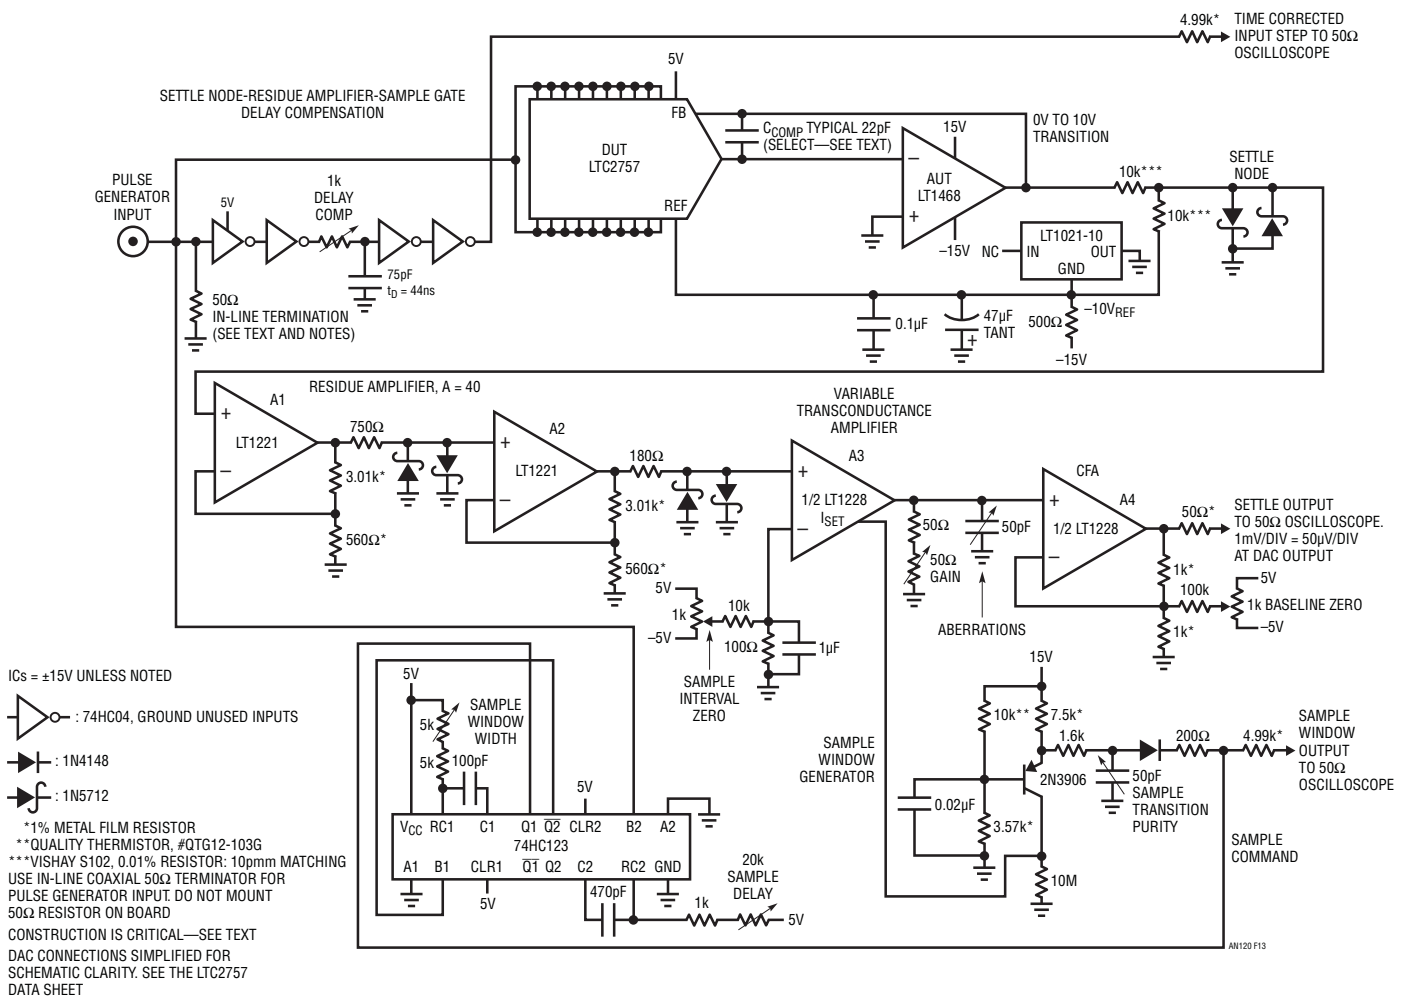 4.99k*
TIME CORRECTED
INPUT STEP TO 50Ω
OSCILLOSCOPE
5V
SETTLE NODE-RESIDUE AMPLIFIER-SAMPLE GATE
DELAY COMPENSATION
FB
DUT
LTC2757
REF
CCOMP TYPICAL 22pF
(SELECT—SEE TEXT)
15V
–
AUT
LT1468
+
–15V
0V TO 10V
TRANSITION
10k***
SETTLE
NODE
10k***
PULSE
GENERATOR
INPUT
5V
1k
DELAY
COMP
75pF
tD = 44ns
50Ω
IN-LINE TERMINATION
(SEE TEXT AND NOTES)
LT1021-10
NC
IN
OUT
GND
–10VREF
0.1µF
47µF
TANT
+
500Ω
–15V
RESIDUE AMPLIFIER, A = 40
A1
+
LT1221
–
750Ω
3.01k*
560Ω*
A2
+
LT1221
–
180Ω
3.01k*
560Ω*
VARIABLE
TRANSCONDUCTANCE
AMPLIFIER
A3
+
1/2 LT1228
ISET
–
50Ω
50Ω
GAIN
50pF
ABERRATIONS
CFA
A4
+
1/2 LT1228
–
50Ω*
SETTLE OUTPUT
TO 50Ω OSCILLOSCOPE.
1mV/DIV = 50µV/DIV
AT DAC OUTPUT
1k*
100k
5V
1k BASELINE ZERO
–5V
1k*
5V
1k
–5V
10k
100Ω
1µF
SAMPLE
INTERVAL
ZERO
ICs = ±15V UNLESS NOTED
: 74HC04, GROUND UNUSED INPUTS
: 1N4148
: 1N5712
*1% METAL FILM RESISTOR
**QUALITY THERMISTOR, #QTG12-103G
***VISHAY S102, 0.01% RESISTOR: 10pmm MATCHING
USE IN-LINE COAXIAL 50Ω TERMINATOR FOR
PULSE GENERATOR INPUT. DO NOT MOUNT
50Ω RESISTOR ON BOARD
CONSTRUCTION IS CRITICAL—SEE TEXT
DAC CONNECTIONS SIMPLIFIED FOR
SCHEMATIC CLARITY. SEE THE LTC2757
DATA SHEET
5V
5k
SAMPLE
WINDOW
WIDTH
5k
100pF
5V
VCC RC1 C1 Q1 Q2 CLR2 B2 A2
74HC123
A1 B1 CLR1 Q1 Q2 C2 RC2 GND
5V
470pF
1k
20k
SAMPLE
DELAY
5V
SAMPLE
WINDOW
GENERATOR
15V
10k**
7.5k*
1.6k
200Ω
4.99k*
SAMPLE
WINDOW
OUTPUT
TO 50Ω
OSCILLOSCOPE
2N3906
50pF
SAMPLE
TRANSITION
PURITY
0.02µF
3.57k*
10M
SAMPLE
COMMAND
AN120 F13